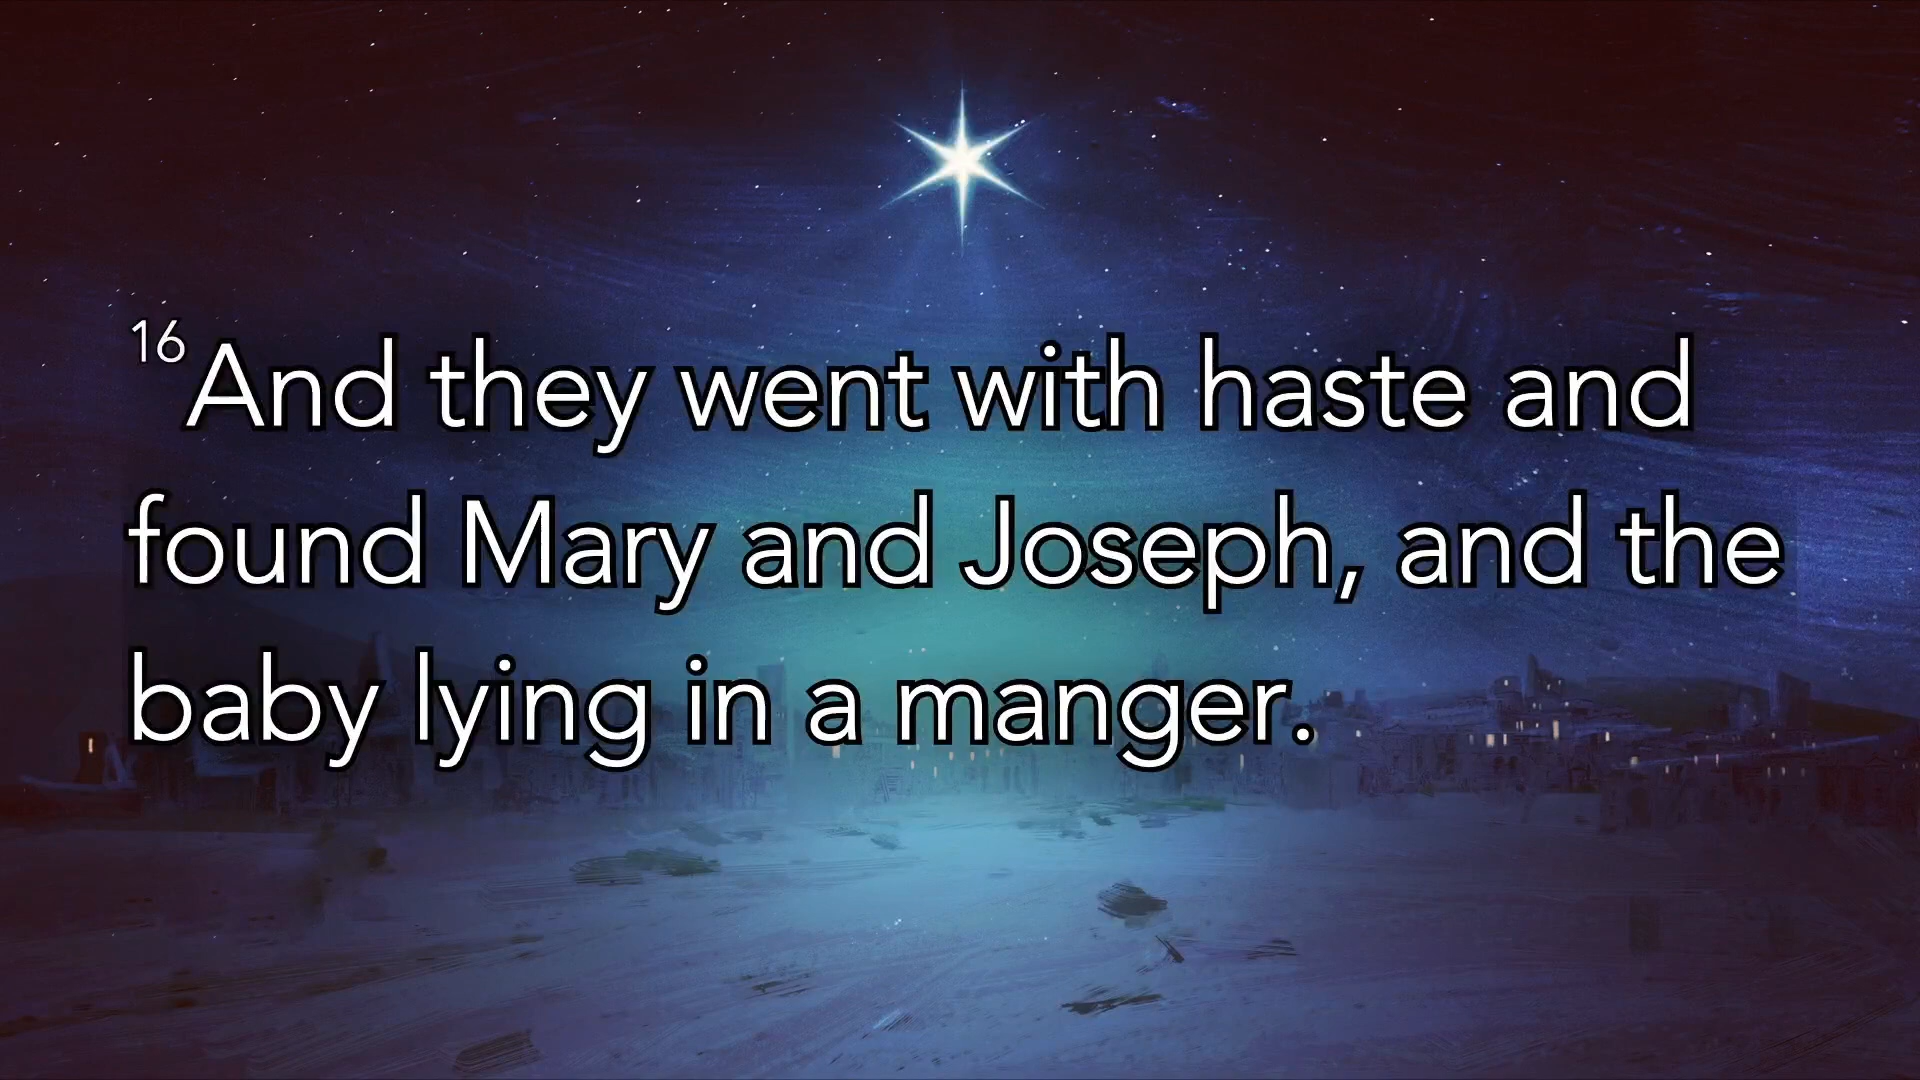 16And they went with haste and
found Mary and Joseph, and the
baby lying in a manger.